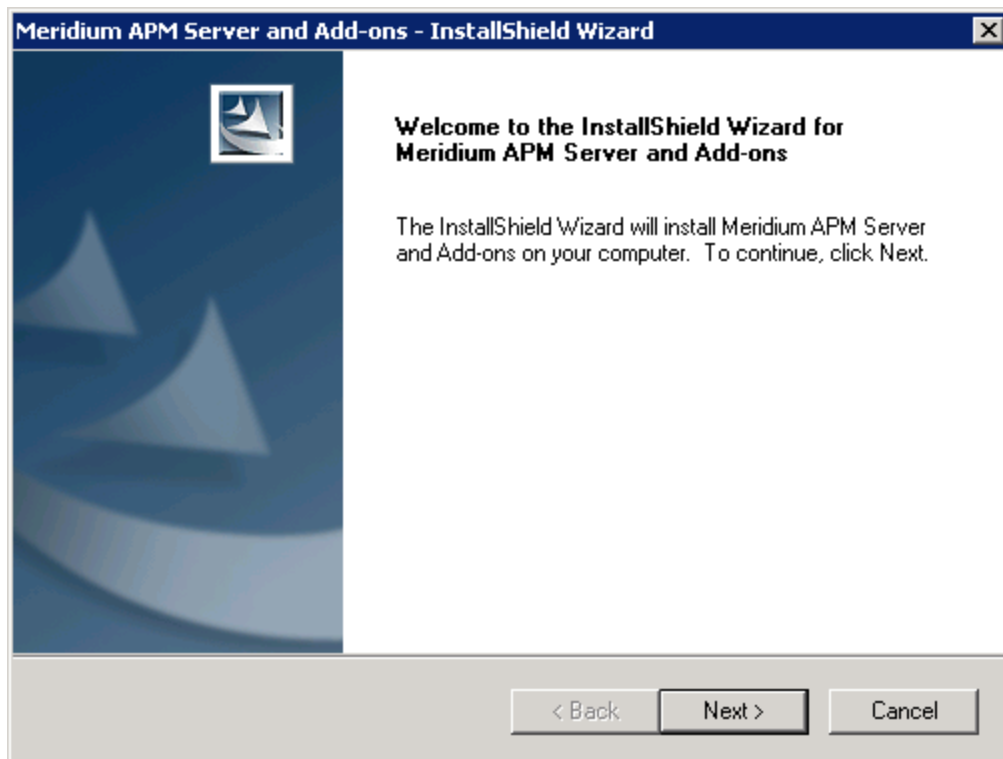 Meridium APM Server and Add-ons - InstallShield Wizard
Welcome to the InstallShield Wizard for
Meridium APM Server and Add-ons
The InstallShield Wizard will install Meridium APM Server
and Add-ons on your computer. To continue, click Next.
< Back
Next >
Cancel